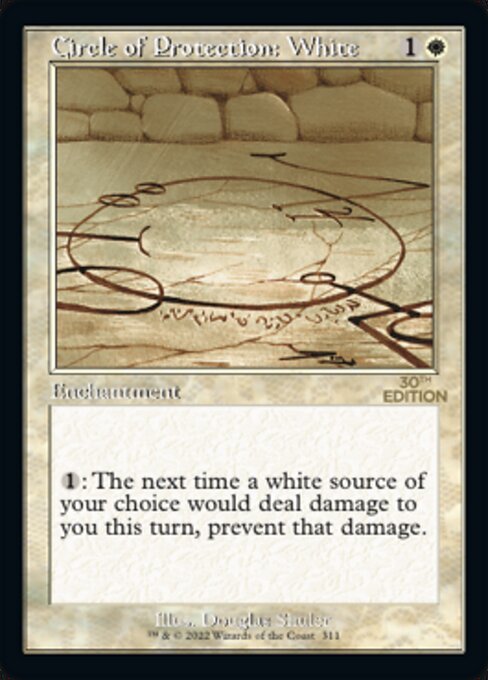 Circle of Protection: White 1
30TH
EDITION
Enchantment
1: The next time a white source of
your choice would deal damage to
you this turn, prevent that damage.
Illus. Douglas Shuler
™ & © 2022 Wizards of the Coast 311